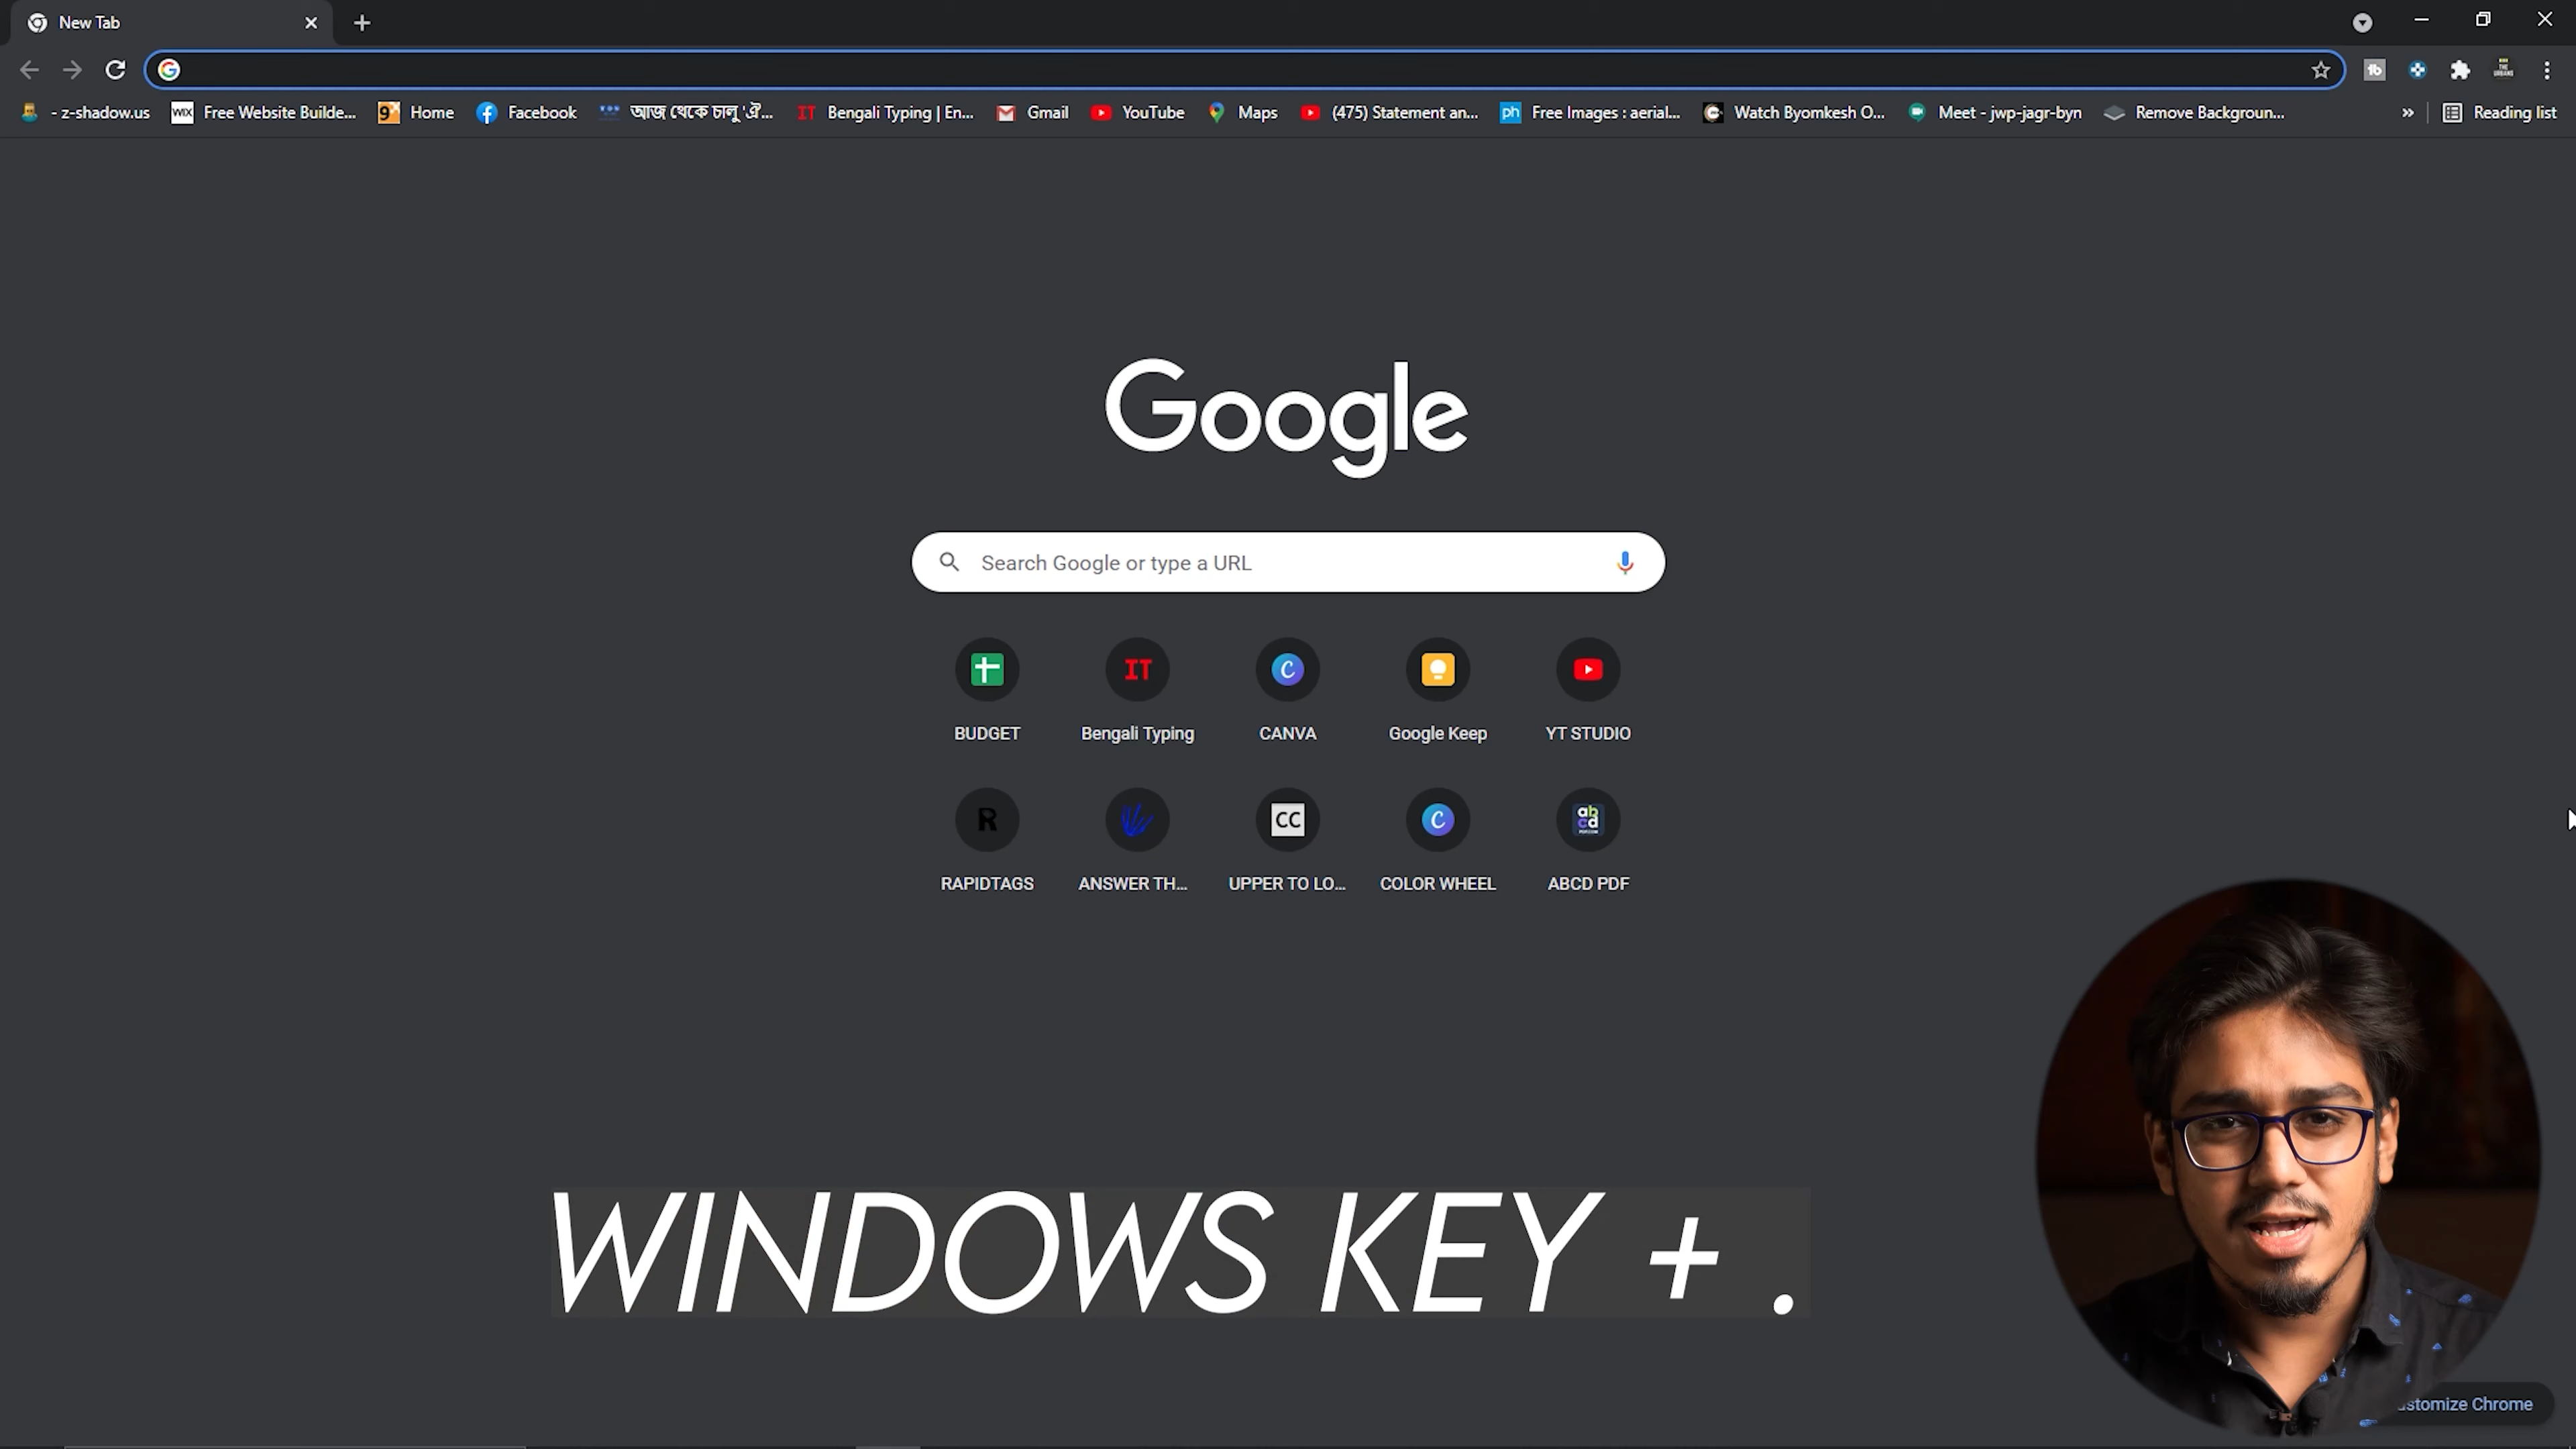 New Tab
- z-shadow.us Free Website Builde... Home Facebook আজ থেকে চালু 'ঐ... Bengali Typing | En... Gmail YouTube Maps (475) Statement an... Free Images : aerial... Watch Byomkesh O... Meet - jwp-jagr-byn Remove Backgroun... » Reading list
Google
Search Google or type a URL
BUDGET Bengali Typing CANVA Google Keep YT STUDIO
RAPIDTAGS ANSWER TH... UPPER TO LO... COLOR WHEEL ABCD PDF
WINDOWS KEY + .
ustomize Chrome